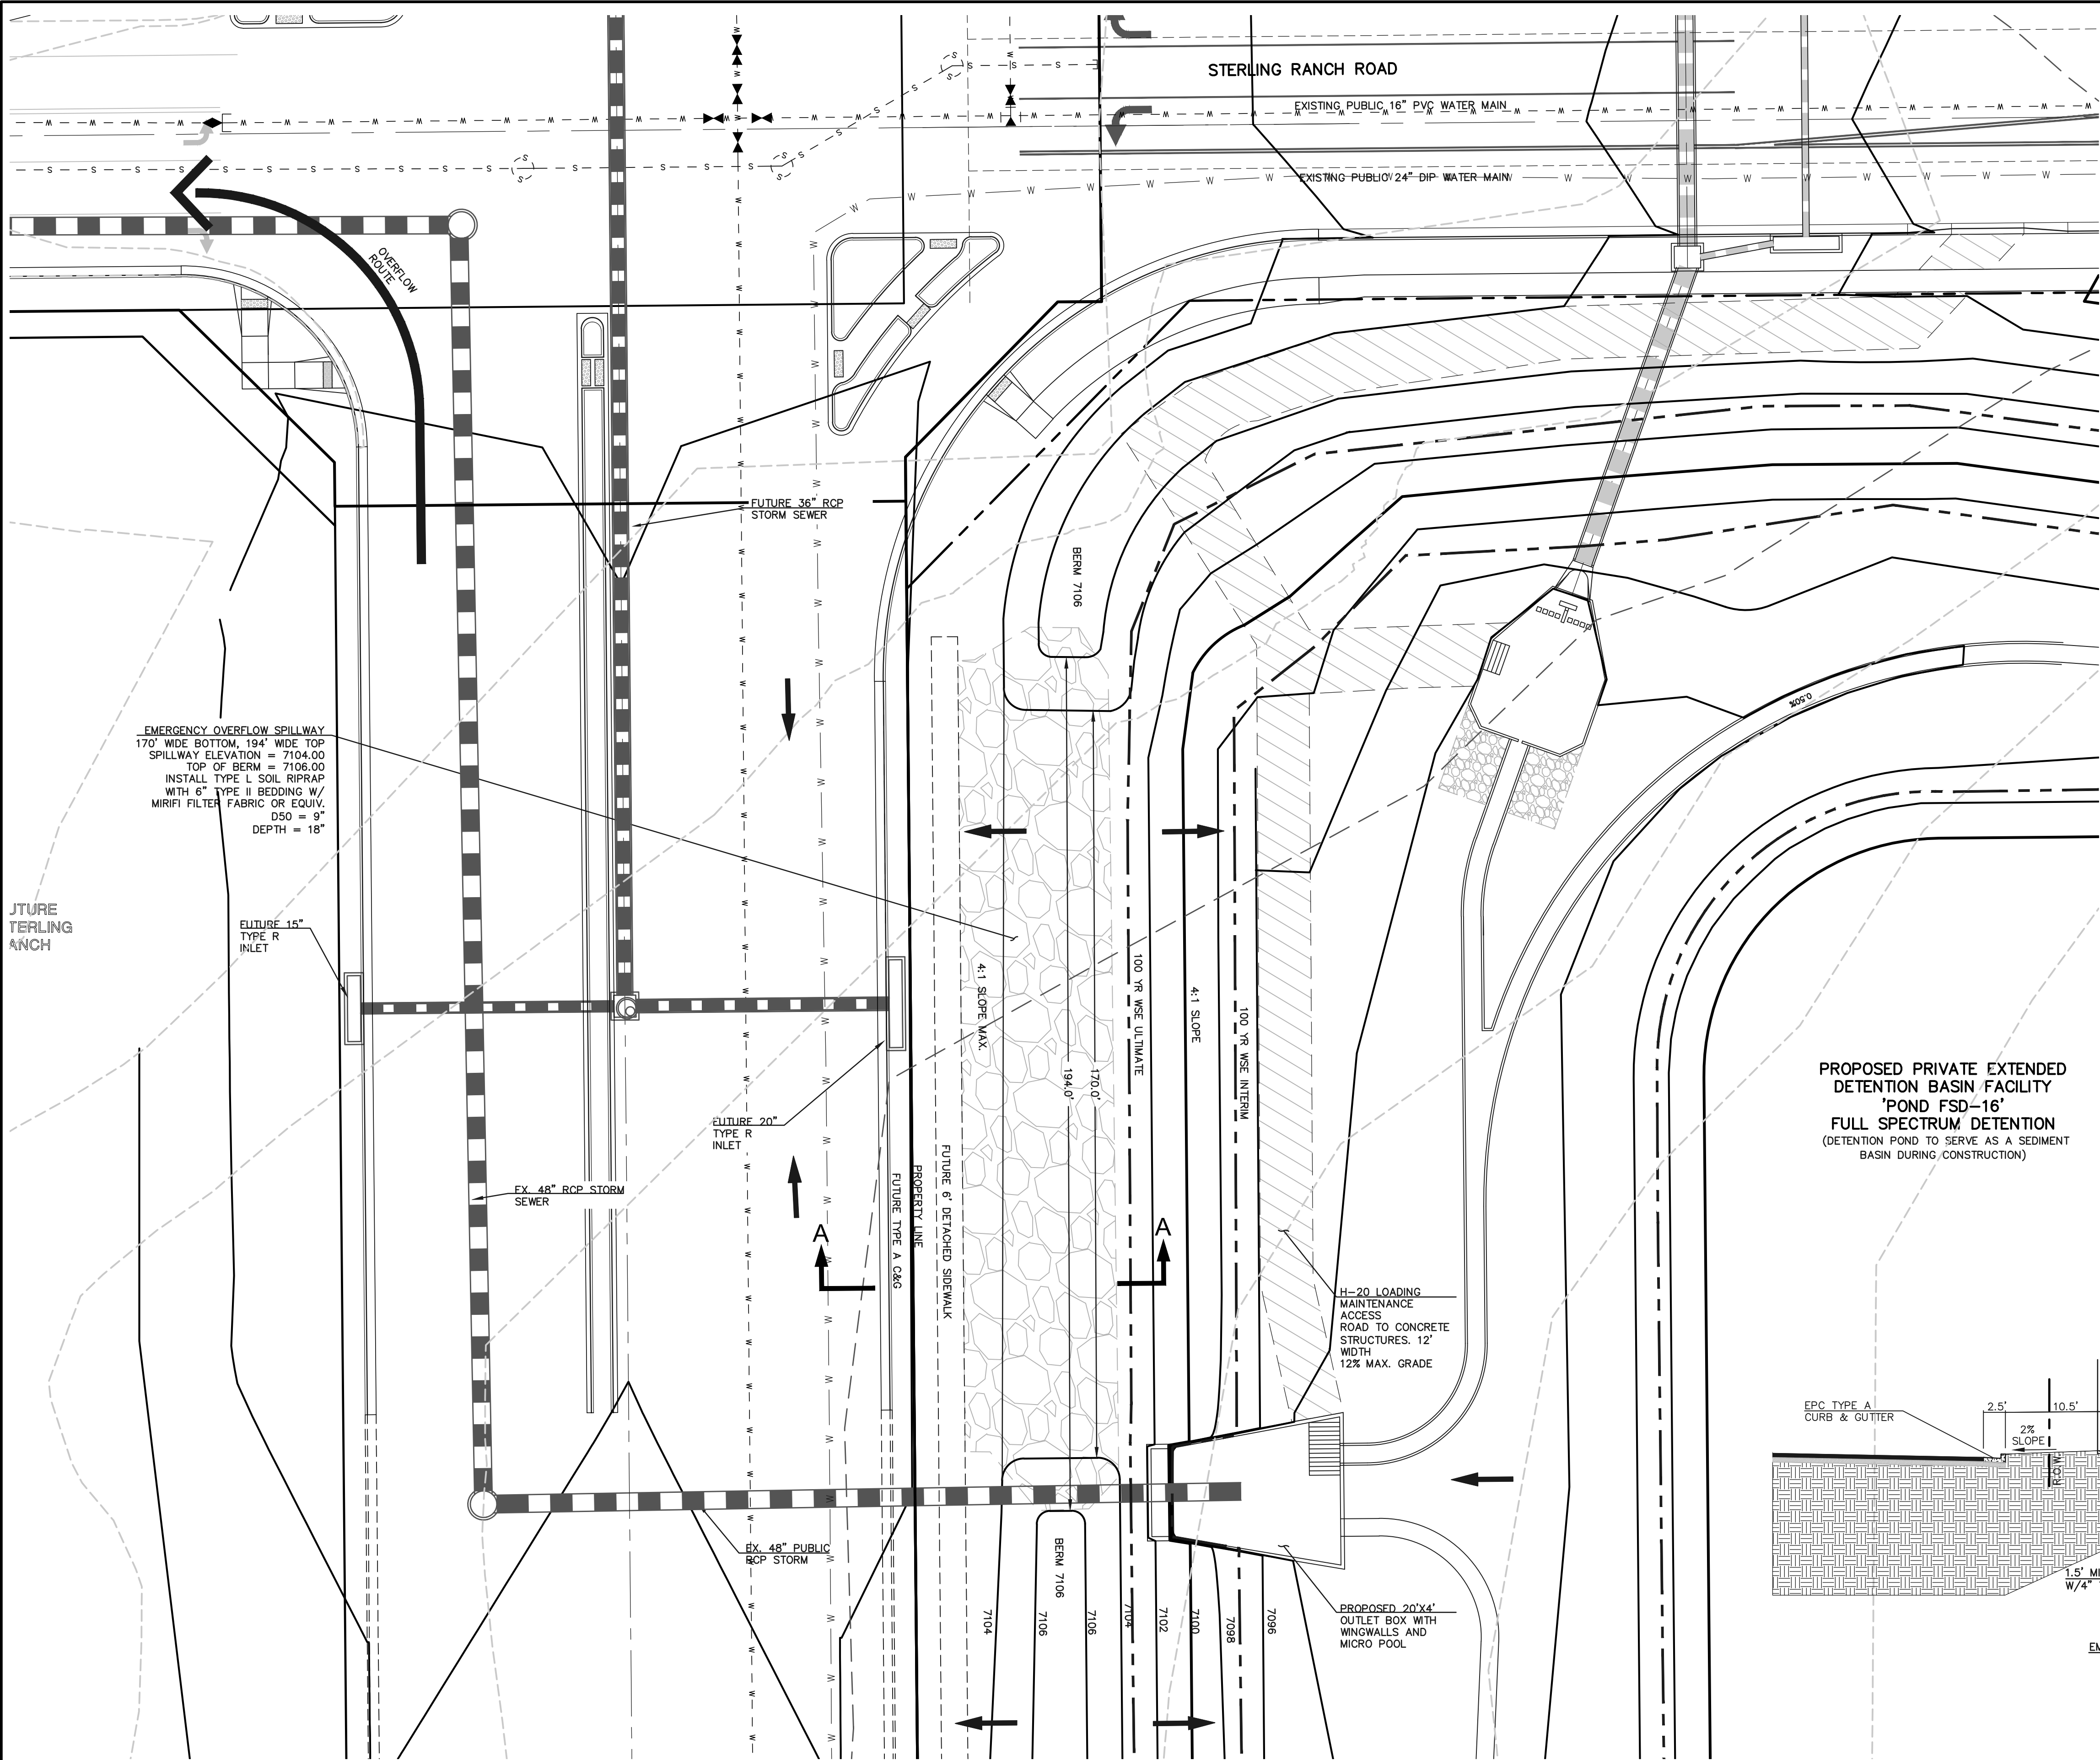 STERLING RANCH ROAD
EXISTING PUBLIC 16" PVC WATER MAIN
EXISTING PUBLIC 24" DIP WATER MAIN
OVERFLOW
ROUTE
FUTURE 36" RCP
STORM SEWER
BERM 7106
0.50%
EMERGENCY OVERFLOW SPILLWAY
170' WIDE BOTTOM, 194' WIDE TOP
SPILLWAY ELEVATION = 7104.00
TOP OF BERM = 7106.00
INSTALL TYPE L SOIL RIPRAP
WITH 6" TYPE II BEDDING W/
MIRIFI FILTER FABRIC OR EQUIV.
D50 = 9"
DEPTH = 18"
UTURE
TERLING
ANCH
FUTURE 15"
TYPE R
INLET
4:1 SLOPE MAX.
100 YR WSE ULTIMATE
4:1 SLOPE
100 YR WSE INTERIM
194.0'
170.0'
PROPOSED PRIVATE EXTENDED
DETENTION BASIN FACILITY
'POND FSD-16'
FULL SPECTRUM DETENTION
(DETENTION POND TO SERVE AS A SEDIMENT
BASIN DURING CONSTRUCTION)
FUTURE 20"
TYPE R
INLET
FUTURE TYPE A C&G
PROPERTY LINE
FUTURE 6' DETACHED SIDEWALK
EX. 48" RCP STORM
SEWER
A
A
H-20 LOADING
MAINTENANCE
ACCESS
ROAD TO CONCRETE
STRUCTURES. 12'
WIDTH
12% MAX. GRADE
EPC TYPE A
CURB & GUTTER
2.5'
10.5'
2%
SLOPE
R.O.W.
1.5' MI
W/4"
EM
EX. 48" PUBLIC
RCP STORM
BERM 7106
7104
7106
7106
7104
7102
7100
7098
7096
PROPOSED 20'X4'
OUTLET BOX WITH
WINGWALLS AND
MICRO POOL